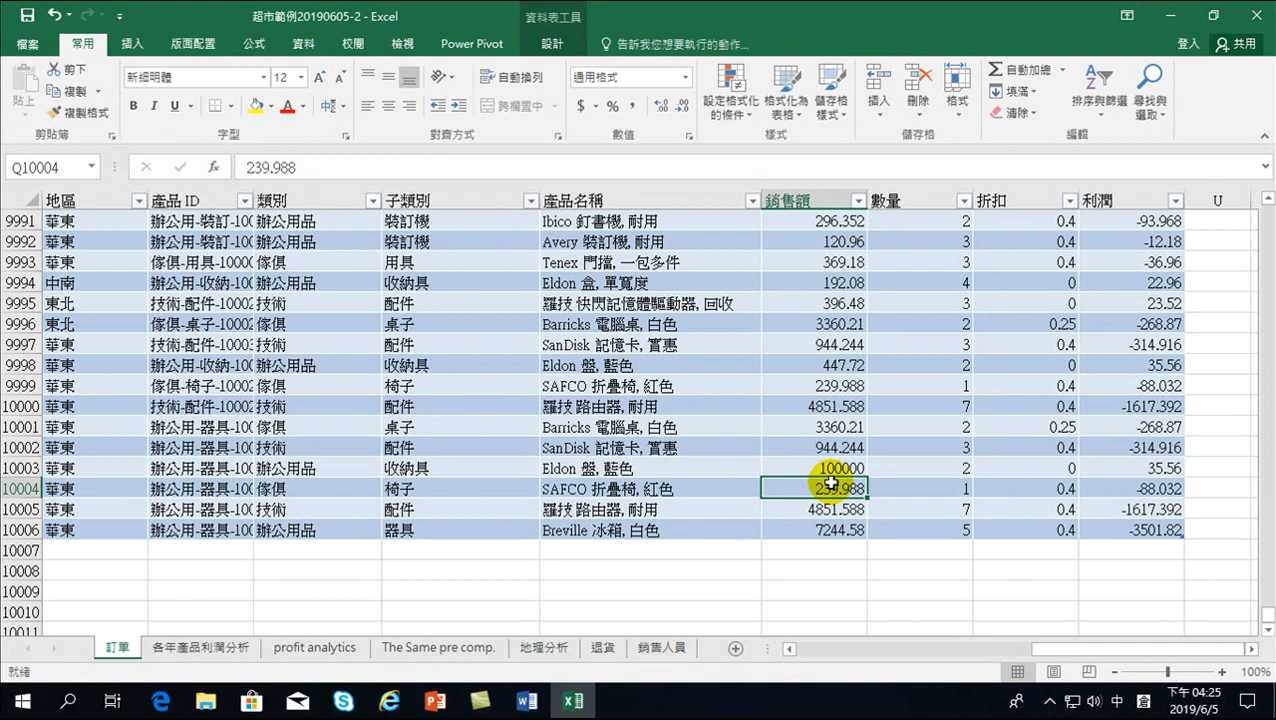 超市範例20190605-2 - Excel
資料表工具
檔案 常用 插入 版面配置 公式 資料 校閱 檢視 Power Pivot 設計 告訴我您想要執行的動作... 登入 共用
貼上 剪下 複製 複製格式
新細明體 12
B I U A 中
自動換列
跨欄置中
通用格式
$ %
設定格式化的條件 格式化為表格 儲存格樣式
插入 刪除 格式
自動加總 填滿 清除
排序與篩選 尋找與選取
剪貼簿 字型 對齊方式 數值 樣式 儲存格 編輯
Q10004 fx 239.988
地區 產品 ID 類別 子類別 產品名稱 銷售額 數量 折扣 利潤 U
9991 華東 辦公用-裝訂-100 辦公用品 裝訂機 Ibico 釘書機, 耐用 296.352 2 0.4 -93.968
9992 華東 辦公用-裝訂-100 辦公用品 裝訂機 Avery 裝訂機, 耐用 120.96 3 0.4 -12.18
9993 華東 傢俱-用具-1000 傢俱 用具 Tenex 門擋, 一包多件 369.18 3 0.4 -36.96
9994 中南 辦公用-收納-100 辦公用品 收納具 Eldon 盒, 單寬度 192.08 4 0 22.96
9995 東北 技術-配件-1000 技術 配件 羅技 快閃記憶體驅動器, 回收 396.48 3 0 23.52
9996 東北 傢俱-桌子-1000 傢俱 桌子 Barricks 電腦桌, 白色 3360.21 2 0.25 -268.87
9997 華東 技術-配件-1000 技術 配件 SanDisk 記憶卡, 實惠 944.244 3 0.4 -314.916
9998 華東 辦公用-收納-100 辦公用品 收納具 Eldon 盤, 藍色 447.72 2 0 35.56
9999 華東 傢俱-椅子-1000 傢俱 椅子 SAFCO 折疊椅, 紅色 239.988 1 0.4 -88.032
10000 華東 技術-配件-1000 技術 配件 羅技 路由器, 耐用 4851.588 7 0.4 -1617.392
10001 華東 辦公用-器具-100 傢俱 桌子 Barricks 電腦桌, 白色 3360.21 2 0.25 -268.87
10002 華東 辦公用-器具-100 技術 配件 SanDisk 記憶卡, 實惠 944.244 3 0.4 -314.916
10003 華東 辦公用-器具-100 辦公用品 收納具 Eldon 盤, 藍色 100000 2 0 35.56
10004 華東 辦公用-器具-100 傢俱 椅子 SAFCO 折疊椅, 紅色 239.988 1 0.4 -88.032
10005 華東 辦公用-器具-100 技術 配件 羅技 路由器, 耐用 4851.588 7 0.4 -1617.392
10006 華東 辦公用-器具-100 辦公用品 器具 Breville 冰箱, 白色 7244.58 5 0.4 -3501.82
10007
10008
10009
10010
10011
訂單 各年產品利潤分析 profit analytics The Same pre comp. 地理分析 退貨 銷售人員
就緒 100%
中 下午 04:25
2019/6/5